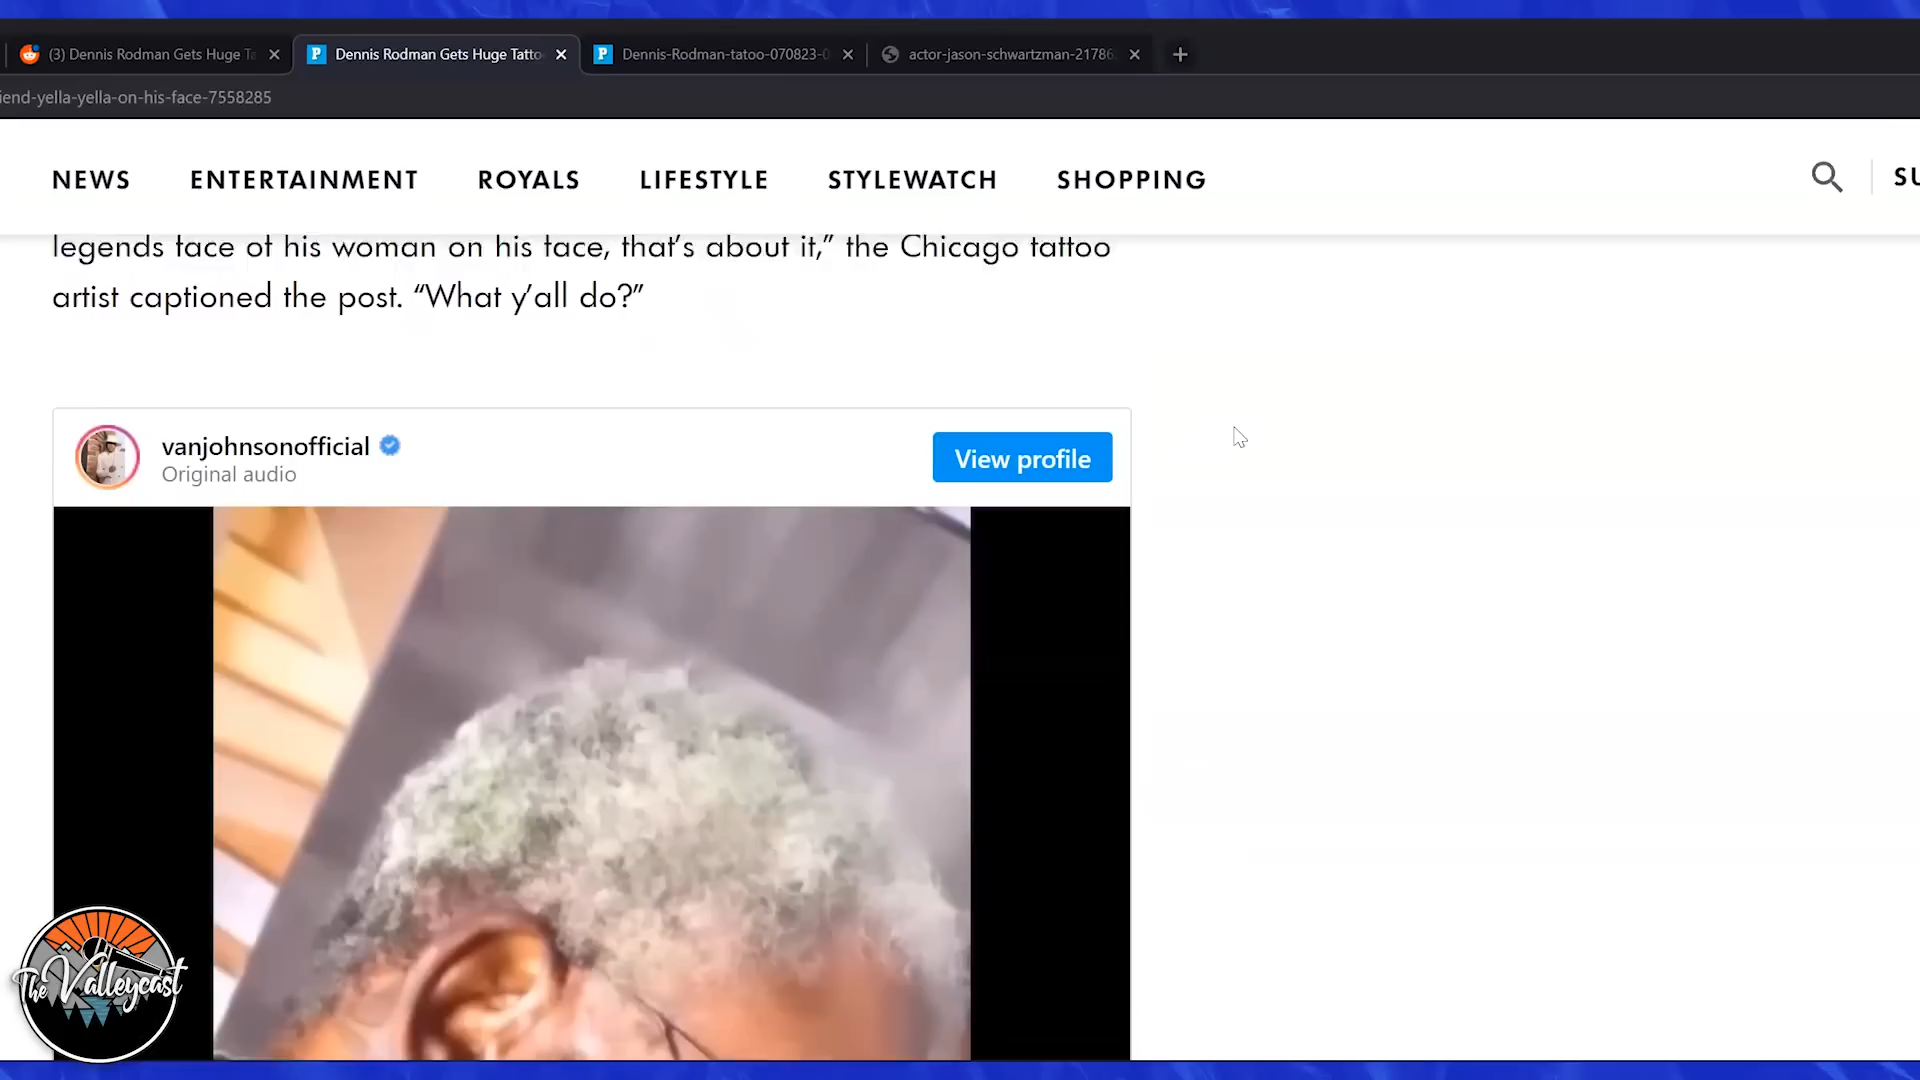 (3) Dennis Rodman Gets Huge Ta
Dennis Rodman Gets Huge Tatto
Dennis-Rodman-tatoo-070823-0
actor-jason-schwartzman-21786
iend-yella-yella-on-his-face-7558285
NEWS ENTERTAINMENT ROYALS LIFESTYLE STYLEWATCH SHOPPING SU
legends face of his woman on his face, that’s about it,” the Chicago tattoo
artist captioned the post. “What y’all do?”
vanjohnsonofficial
Original audio
View profile
The Valleycast